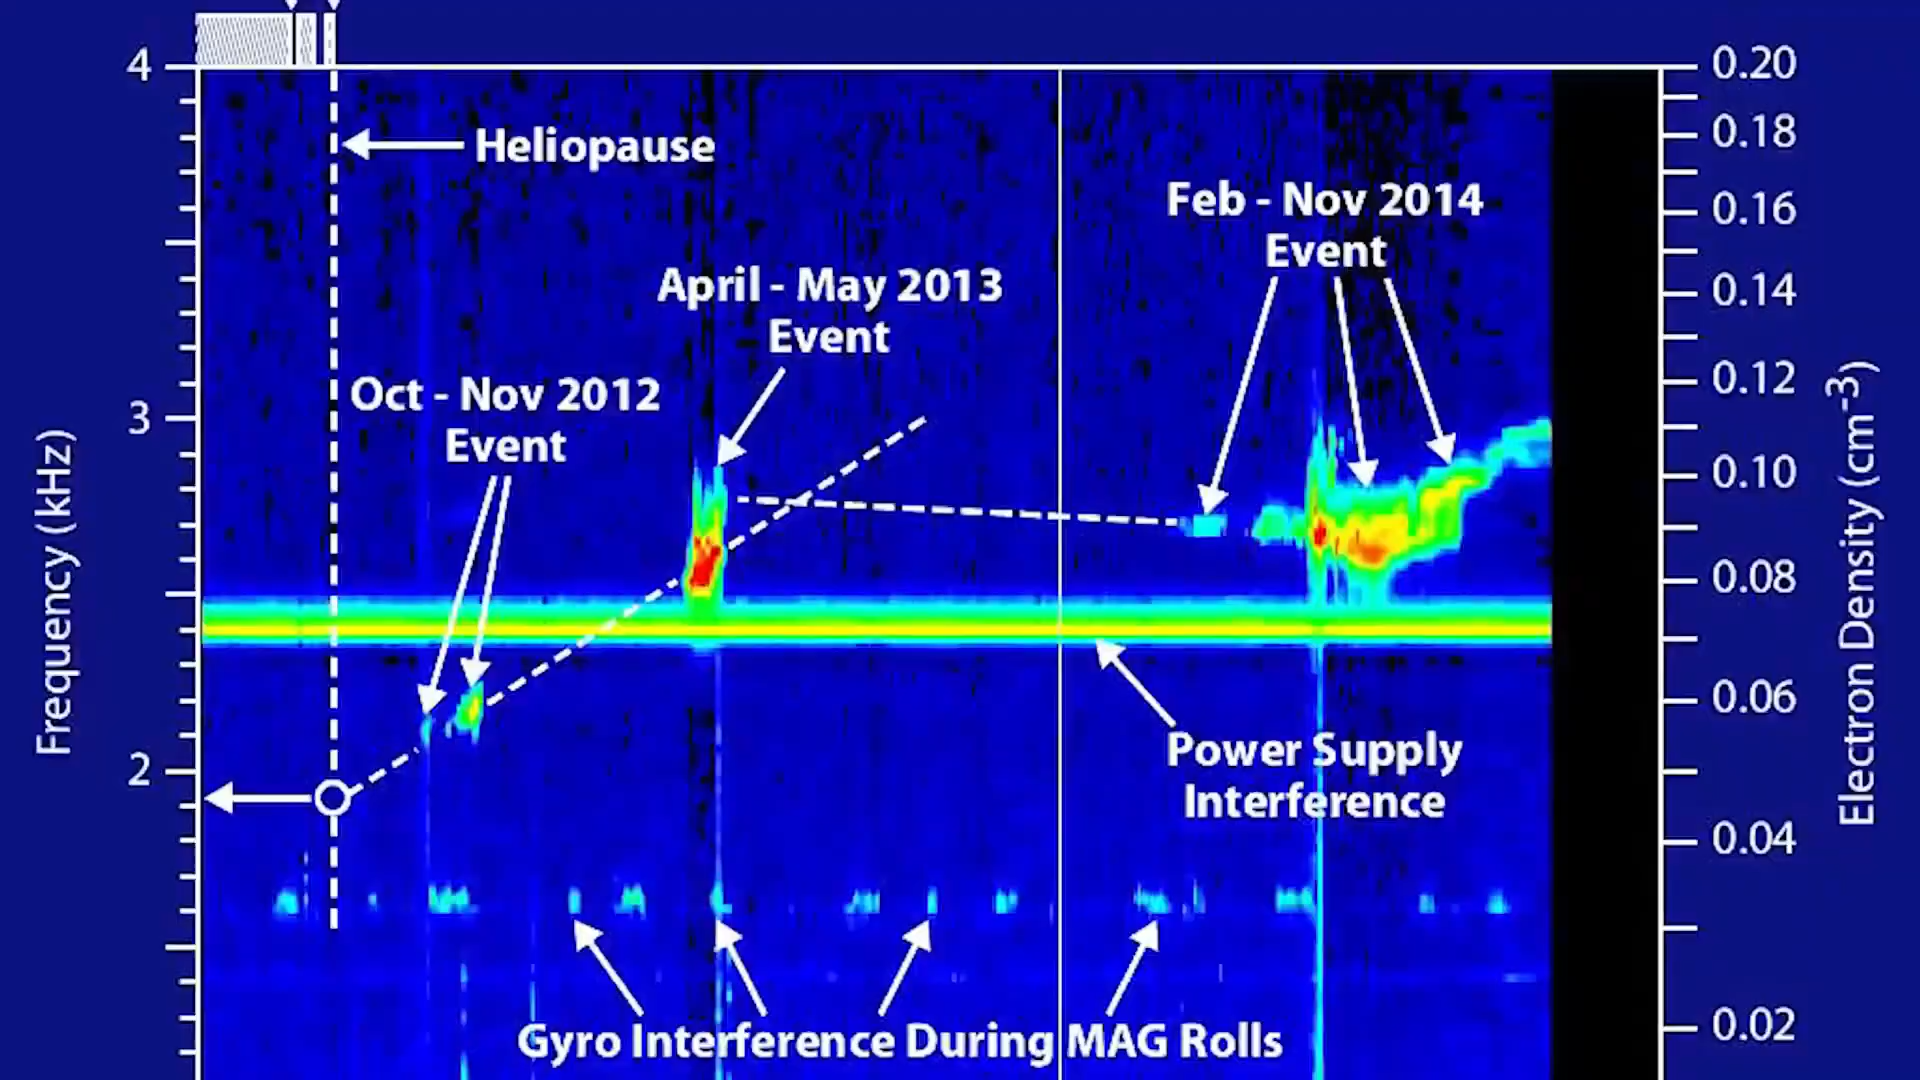 4
0.20
0.18
0.16
0.14
0.12
0.10
0.08
0.06
0.04
0.02
3
2
Frequency (kHz)
Electron Density (cm-3)
Heliopause
Oct - Nov 2012
Event
April - May 2013
Event
Feb - Nov 2014
Event
Power Supply
Interference
Gyro Interference During MAG Rolls